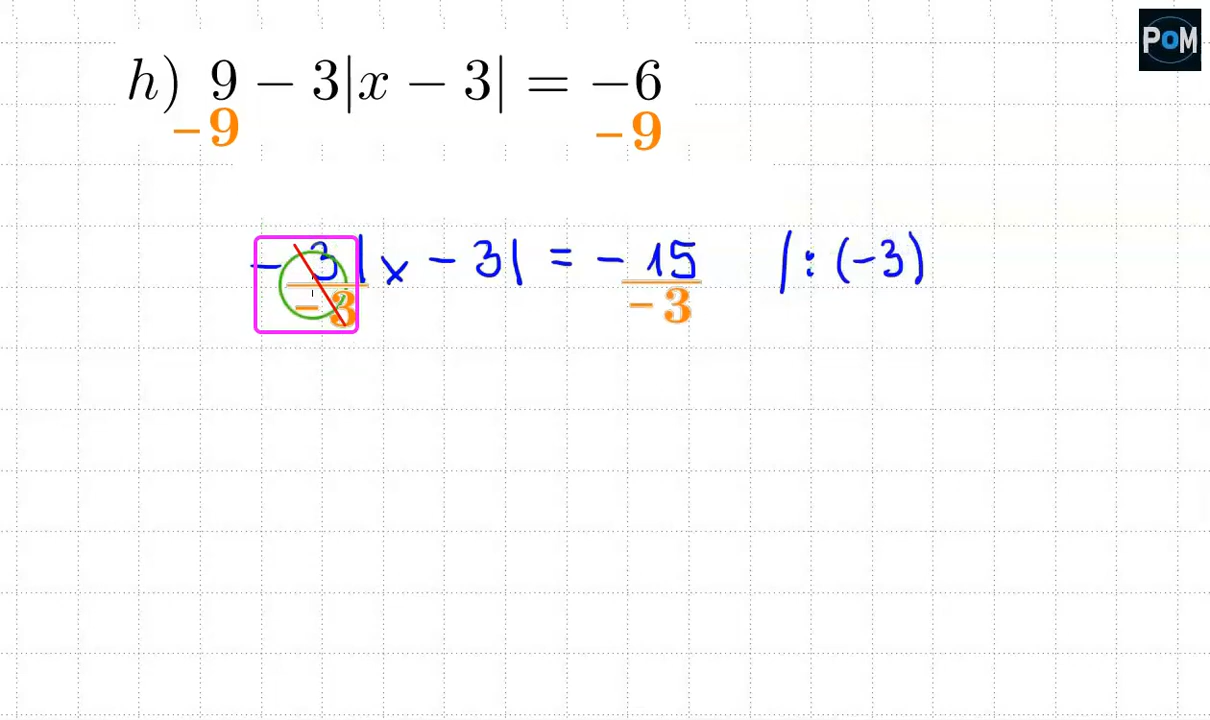 PoM
h) 9 − 3|x − 3| = −6
−9 −9
−3|x − 3| = −15 |:(−3)
−3 −3